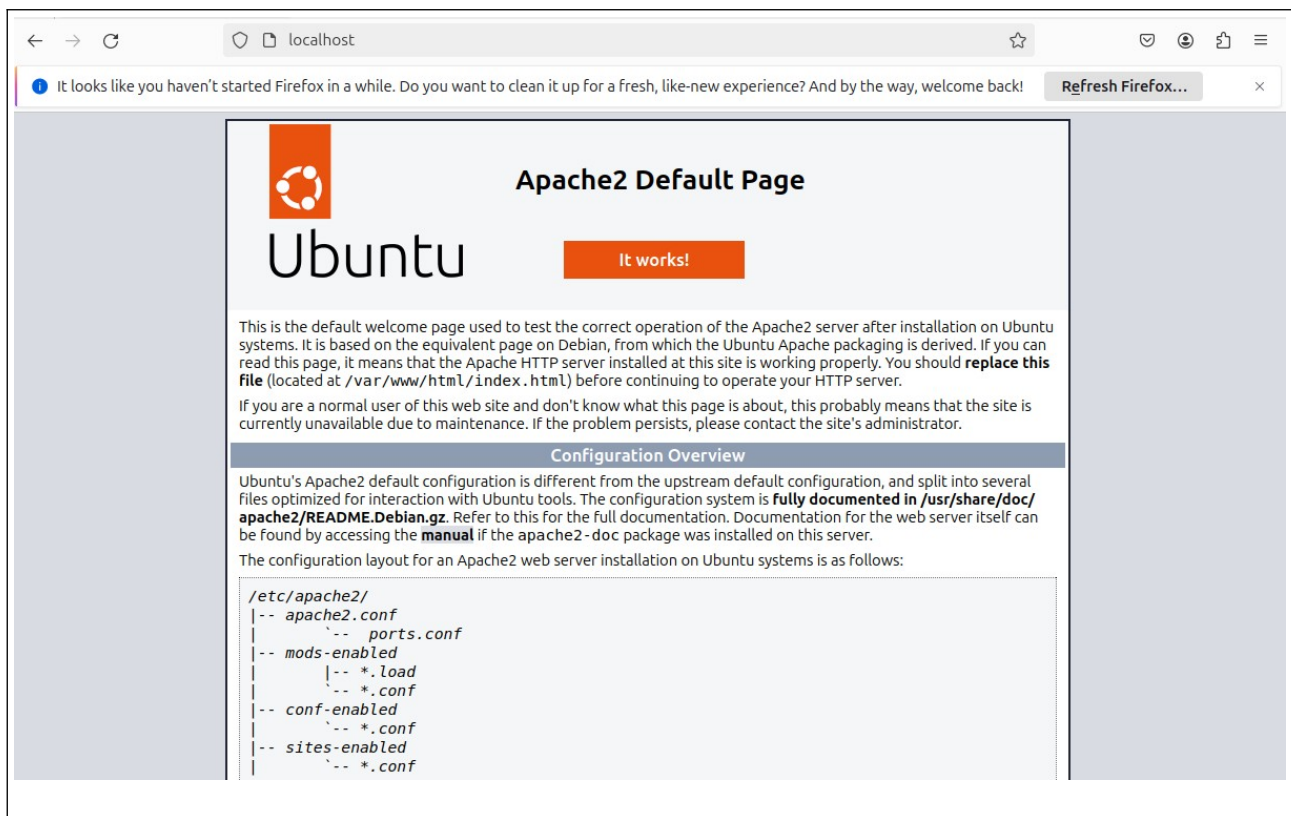 localhost
It looks like you haven't started Firefox in a while. Do you want to clean it up for a fresh, like-new experience? And by the way, welcome back! Refresh Firefox...
Apache2 Default Page
Ubuntu
It works!
This is the default welcome page used to test the correct operation of the Apache2 server after installation on Ubuntu
systems. It is based on the equivalent page on Debian, from which the Ubuntu Apache packaging is derived. If you can
read this page, it means that the Apache HTTP server installed at this site is working properly. You should replace this
file (located at /var/www/html/index.html) before continuing to operate your HTTP server.
If you are a normal user of this web site and don't know what this page is about, this probably means that the site is
currently unavailable due to maintenance. If the problem persists, please contact the site's administrator.
Configuration Overview
Ubuntu's Apache2 default configuration is different from the upstream default configuration, and split into several
files optimized for interaction with Ubuntu tools. The configuration system is fully documented in /usr/share/doc/
apache2/README.Debian.gz. Refer to this for the full documentation. Documentation for the web server itself can
be found by accessing the manual if the apache2-doc package was installed on this server.
The configuration layout for an Apache2 web server installation on Ubuntu systems is as follows:
/etc/apache2/
|-- apache2.conf
|       `--  ports.conf
|-- mods-enabled
|       |-- *.load
|       `-- *.conf
|-- conf-enabled
|       `-- *.conf
|-- sites-enabled
|       `-- *.conf